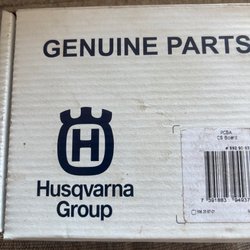 GENUINE PARTS
H
Husqvarna
Group
PCBA
CS Board